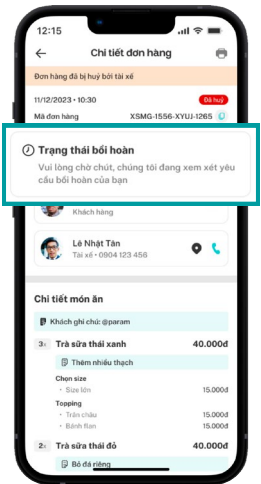 12:15
Chi tiết đơn hàng
Đơn hàng đã bị huỷ bởi tài xế
11/12/2023 • 10:30 Đã huỷ
Mã đơn hàng XSMG-1556-XYUJ-1265
Trạng thái bồi hoàn
Vui lòng chờ chút, chúng tôi đang xem xét yêu
cầu bồi hoàn của bạn
Khách hàng
Lê Nhật Tân
Tài xế • 0904 123 456
Chi tiết món ăn
Khách ghi chú: @param
3x Trà sữa thái xanh 40.000đ
Thêm nhiều thạch
Chọn size
• Size lớn 15.000đ
Topping
• Trân châu 15.000đ
• Bánh flan 15.000đ
2x Trà sữa thái đỏ 40.000đ
Bỏ đá riêng